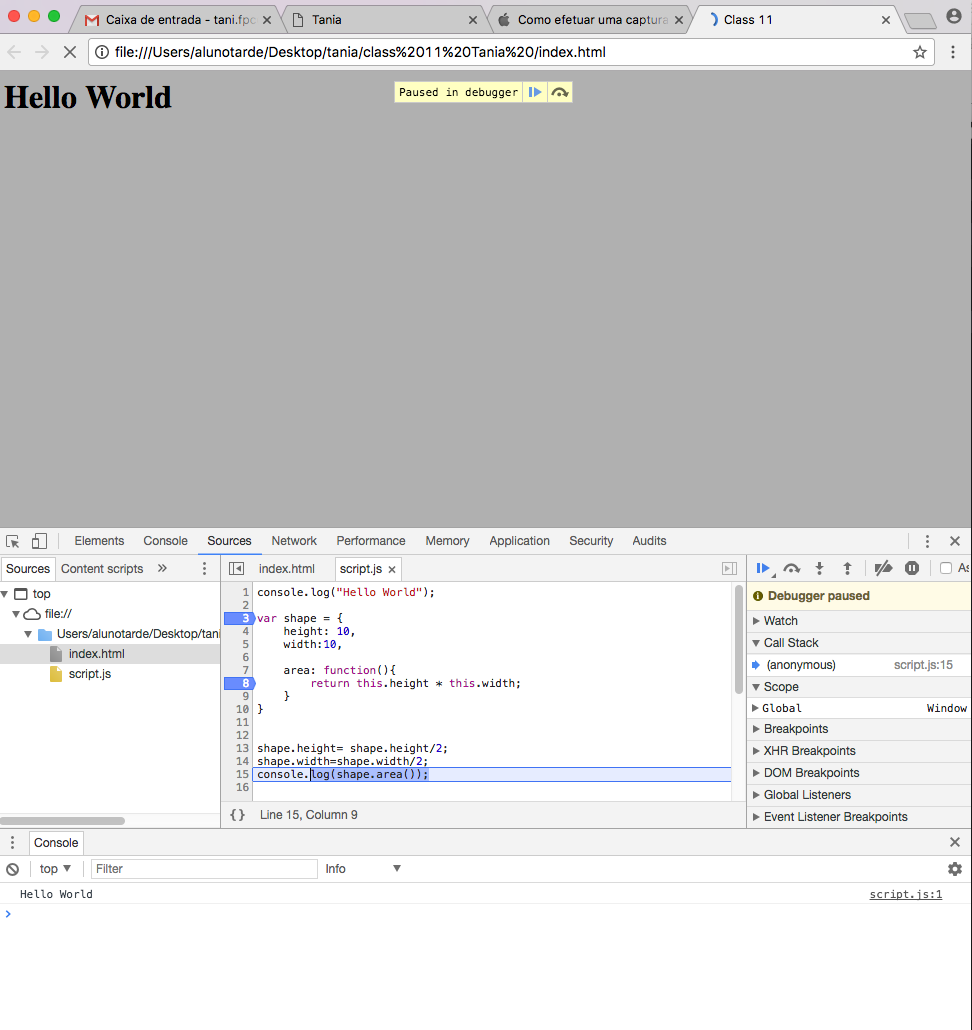 Caixa de entrada - tani.fpc
Tania
Como efetuar uma captura
Class 11
file:///Users/alunotarde/Desktop/tania/class%2011%20Tania%20/index.html
Hello World
Paused in debugger
Elements Console Sources Network Performance Memory Application Security Audits
Sources Content scripts »
index.html script.js
top
file://
Users/alunotarde/Desktop/tani
index.html
script.js
1 console.log("Hello World");
2
3 var shape = {
4 height: 10,
5 width:10,
6
7 area: function(){
8 return this.height * this.width;
9 }
10 }
11
12
13 shape.height= shape.height/2;
14 shape.width=shape.width/2;
15 console.log(shape.area());
16
{} Line 15, Column 9
As
Debugger paused
Watch
Call Stack
(anonymous) script.js:15
Scope
Global Window
Breakpoints
XHR Breakpoints
DOM Breakpoints
Global Listeners
Event Listener Breakpoints
Console
top Filter Info
Hello World script.js:1